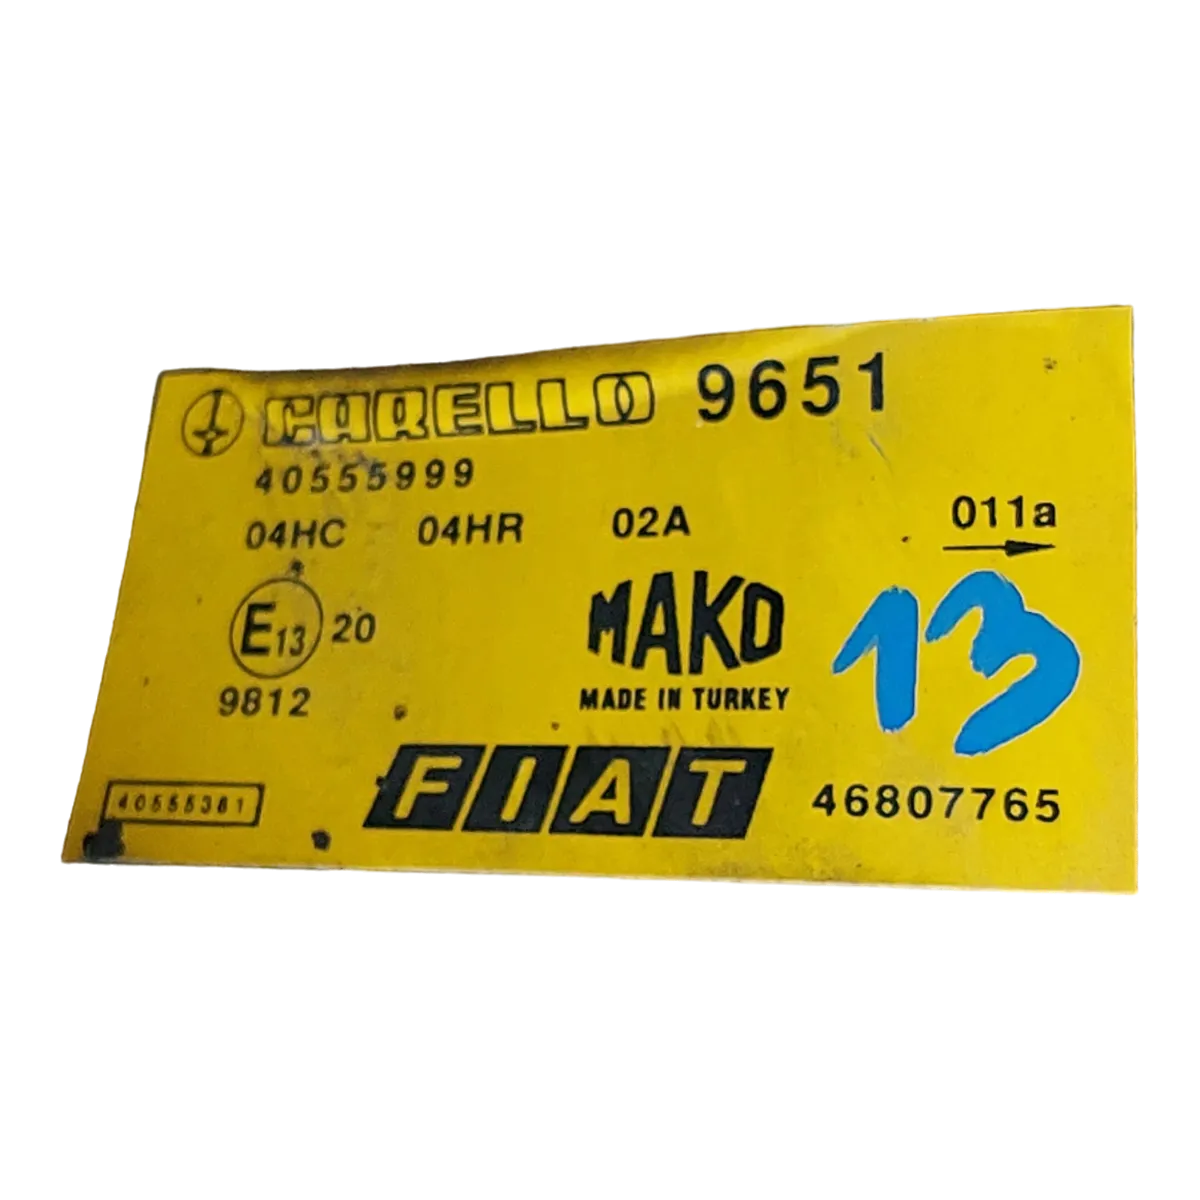 CARELLO 9651
40555999
04HC 04HR 02A 011a
E13 20
9812
MAKO
MADE IN TURKEY
13
40555381
FIAT
46807765